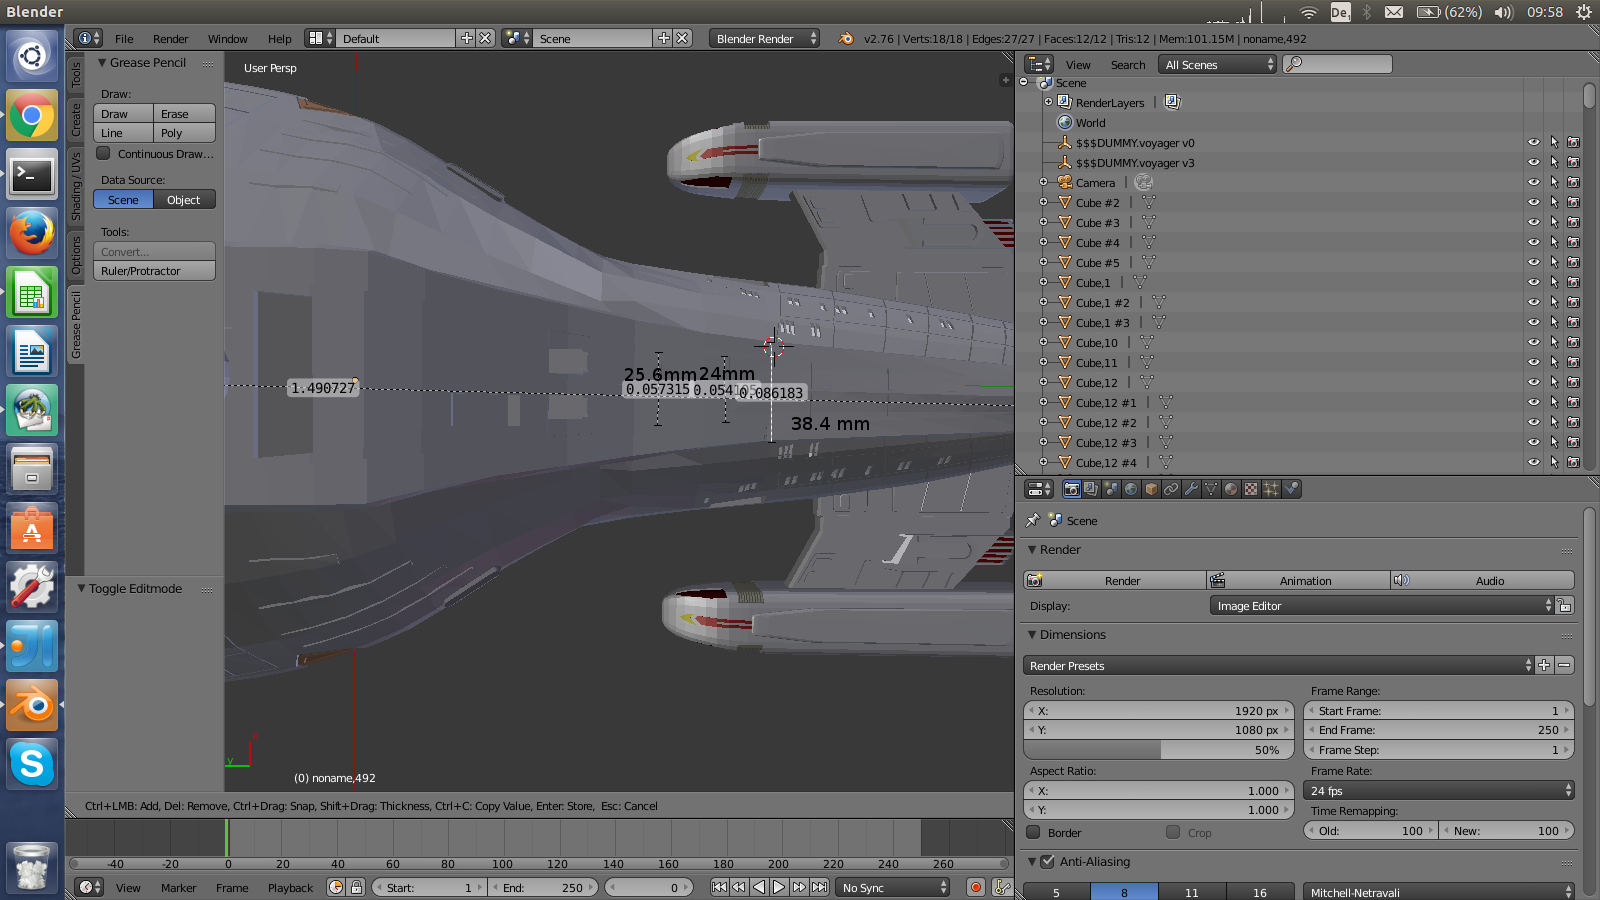 Blender
De1
(62%)
09:58
File Render Window Help Default Scene Blender Render v2.76 | Verts:18/18 | Edges:27/27 | Faces:12/12 | Tris:12 | Mem:101.15M | noname,492
Tools
Create
Shading / UVs
Options
Grease Pencil
Grease Pencil
Draw:
Draw Erase
Line Poly
Continuous Draw...
Data Source:
Scene Object
Tools:
Convert...
Ruler/Protractor
Toggle Editmode
User Persp
1.490727
25.6mm 24mm
0.057315 0.086183
38.4 mm
x
y
(0) noname,492
Ctrl+LMB: Add, Del: Remove, Ctrl+Drag: Snap, Shift+Drag: Thickness, Ctrl+C: Copy Value, Enter: Store, Esc: Cancel
-40 -20 0 20 40 60 80 100 120 140 160 180 200 220 240 260
View Marker Frame Playback Start: 1 End: 250 0 No Sync
View Search All Scenes
Scene
RenderLayers
World
$$$DUMMY.voyager v0
$$$DUMMY.voyager v3
Camera
Cube #2
Cube #3
Cube #4
Cube #5
Cube,1
Cube,1 #2
Cube,1 #3
Cube,10
Cube,11
Cube,12
Cube,12 #1
Cube,12 #2
Cube,12 #3
Cube,12 #4
Scene
Render
Render Animation Audio
Display: Image Editor
Dimensions
Render Presets
Resolution: Frame Range:
X: 1920 px Start Frame: 1
Y: 1080 px End Frame: 250
50% Frame Step: 1
Aspect Ratio: Frame Rate:
X: 1.000 24 fps
Y: 1.000 Time Remapping:
Border Crop Old: 100 New: 100
Anti-Aliasing
5 8 11 16 Mitchell-Netravali